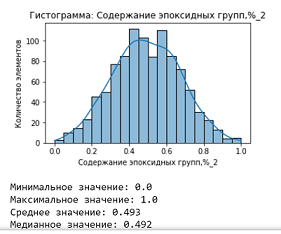 Гистограмма: Содержание эпоксидных групп,%_2
Количество элементов
100
80
60
40
20
0
0.0 0.2 0.4 0.6 0.8 1.0
Содержание эпоксидных групп,%_2
Минимальное значение: 0.0
Максимальное значение: 1.0
Среднее значение: 0.493
Медианное значение: 0.492